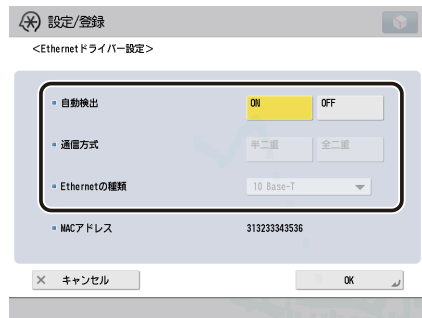 設定/登録
<Ethernetドライバー設定>
自動検出 ON OFF
通信方式 半二重 全二重
Ethernetの種類 10 Base-T
MACアドレス 313233343536
× キャンセル OK